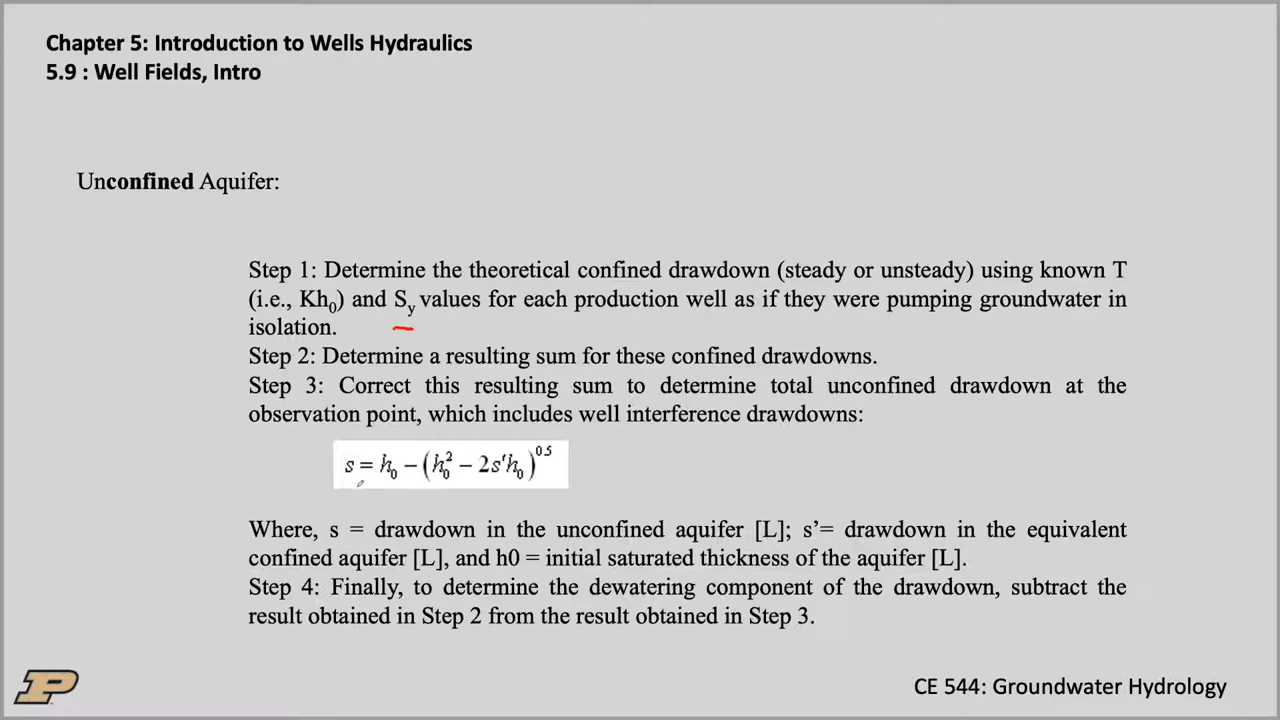 Chapter 5: Introduction to Wells Hydraulics
5.9 : Well Fields, Intro
Unconfined Aquifer:
Step 1: Determine the theoretical confined drawdown (steady or unsteady) using known T
(i.e., Kh₀) and Sy values for each production well as if they were pumping groundwater in
isolation.
Step 2: Determine a resulting sum for these confined drawdowns.
Step 3: Correct this resulting sum to determine total unconfined drawdown at the
observation point, which includes well interference drawdowns:
s = h₀ − (h₀² − 2s'h₀)^0.5
Where, s = drawdown in the unconfined aquifer [L]; s’= drawdown in the equivalent
confined aquifer [L], and h0 = initial saturated thickness of the aquifer [L].
Step 4: Finally, to determine the dewatering component of the drawdown, subtract the
result obtained in Step 2 from the result obtained in Step 3.
P
CE 544: Groundwater Hydrology